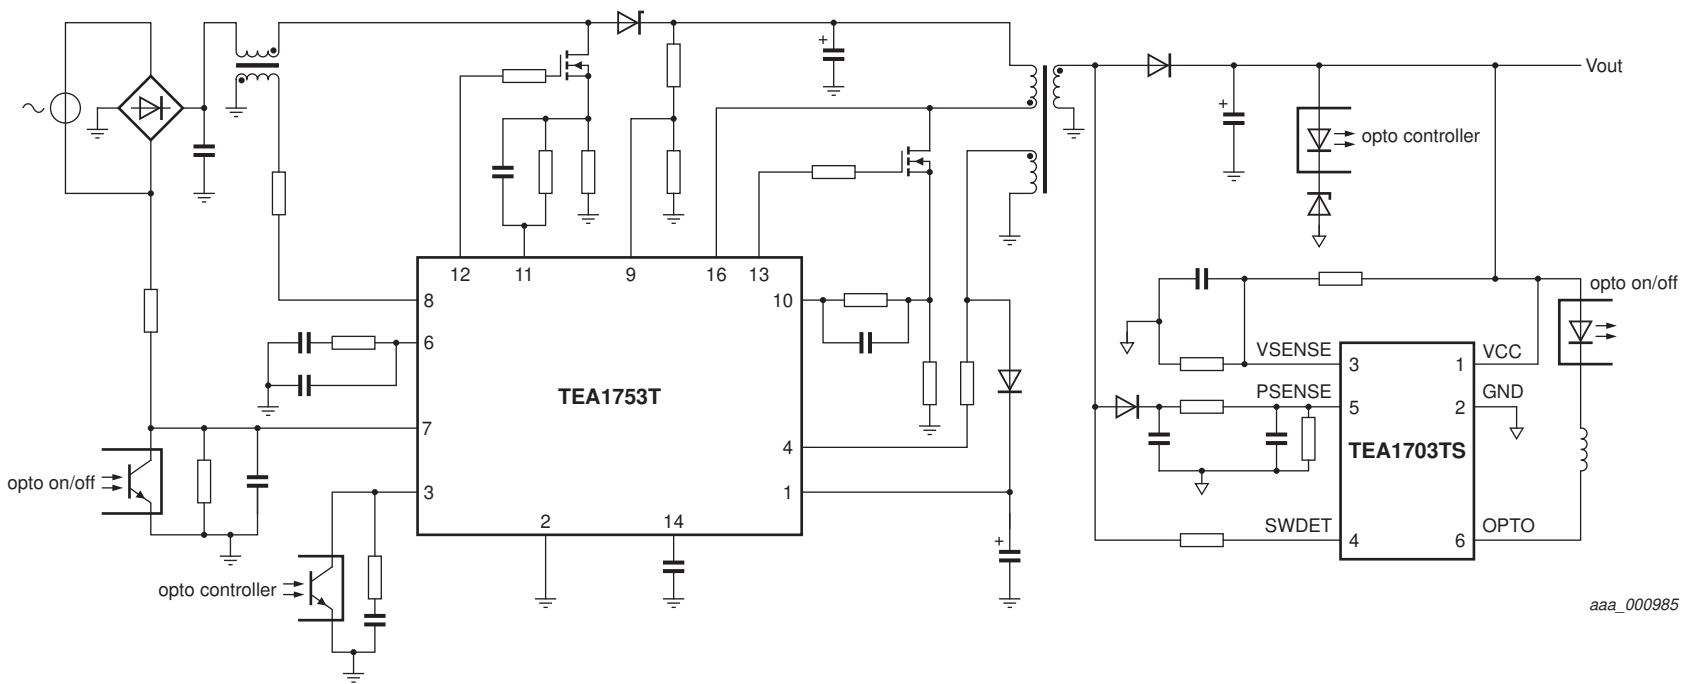 +
Vout
+
opto controller
12
11
9
16
13
8
10
opto on/off
6
VSENSE
VCC
3
1
TEA1753T
PSENSE
GND
5
2
7
4
TEA1703TS
opto on/off
3
1
2
14
SWDET
OPTO
+
4
6
opto controller
aaa_000985